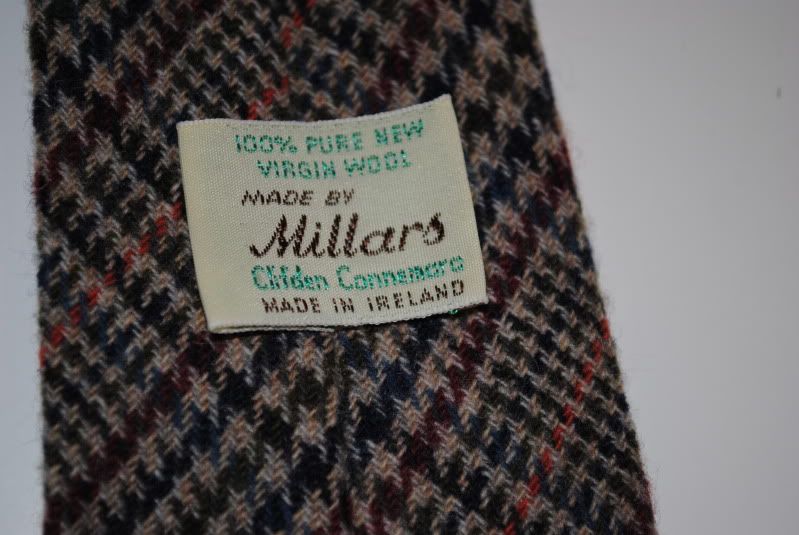 100% PURE NEW
VIRGIN WOOL
MADE BY
Millars
Clifden Connemara
MADE IN IRELAND